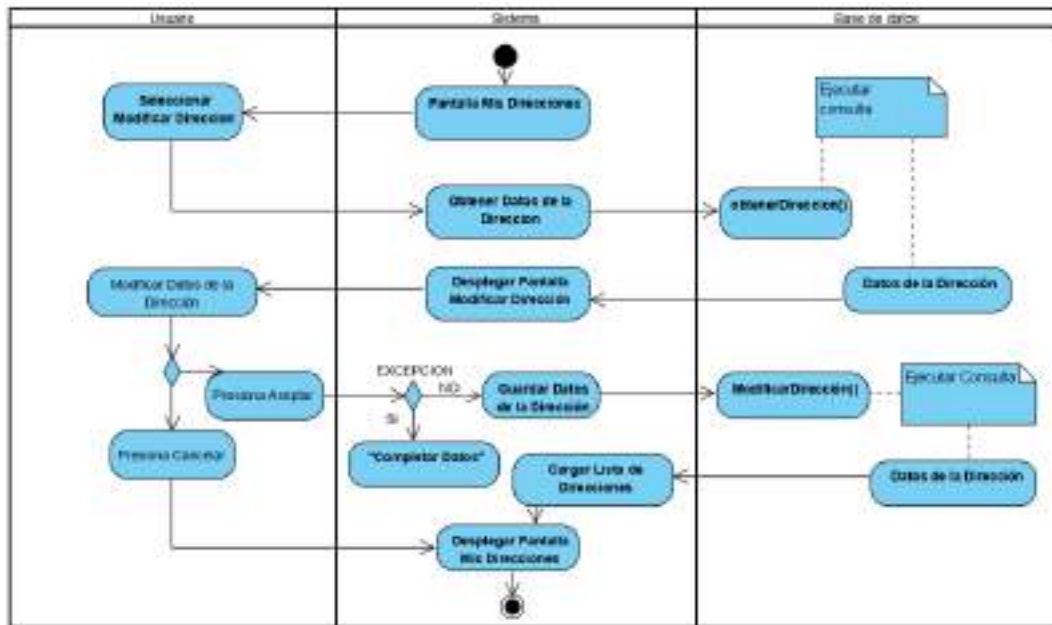 Usuario
Sistema
Base de datos
Seleccionar
Modificar Direccion
Pantalla Mis Direcciones
Ejecutar
consulta
Obtener Datos de la
Direccion
obtenerDireccion()
Modificar Datos de la
Dirección
Desplegar Pantalla
Modificar Dirección
Datos de la Dirección
EXCEPCION
NO
SI
Presiona Aceptar
Guardar Datos
de la Dirección
ModificarDirección()
Ejecutar Consulta
Presiona Cancelar
"Completar Datos"
Cargar Lista de
Direcciones
Datos de la Dirección
Desplegar Pantalla
Mis Direcciones